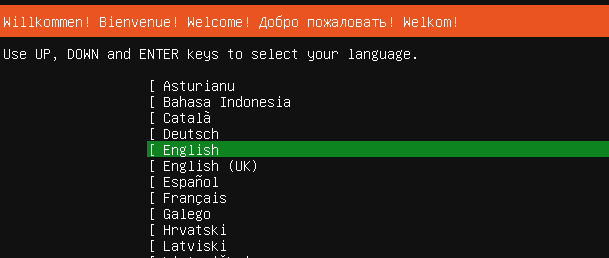 Willkommen! Bienvenue! Welcome! Добро пожаловать! Welkom!
Use UP, DOWN and ENTER keys to select your language.
[ Asturianu
[ Bahasa Indonesia
[ Català
[ Deutsch
[ English
[ English (UK)
[ Español
[ Français
[ Galego
[ Hrvatski
[ Latviski